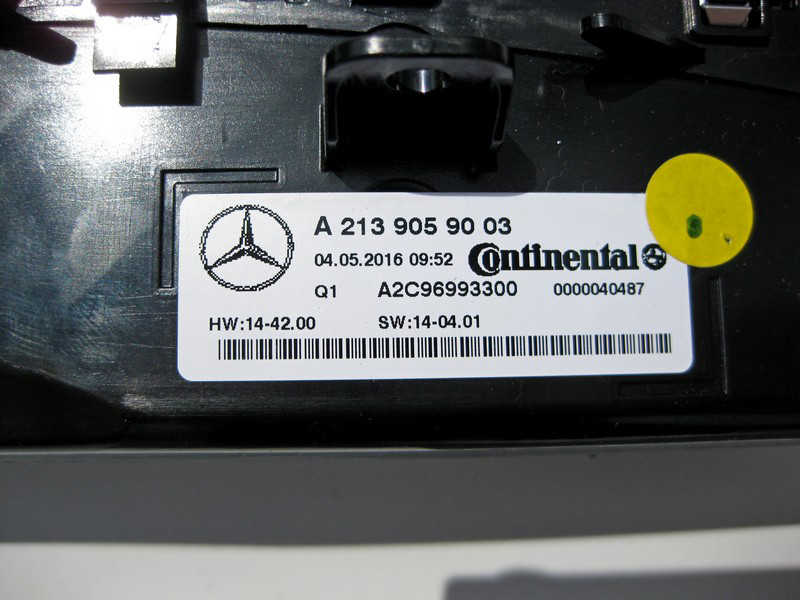 A 213 905 90 03
04.05.2016 09:52 Continental
Q1 A2C96993300 0000040487
HW:14-42.00 SW:14-04.01